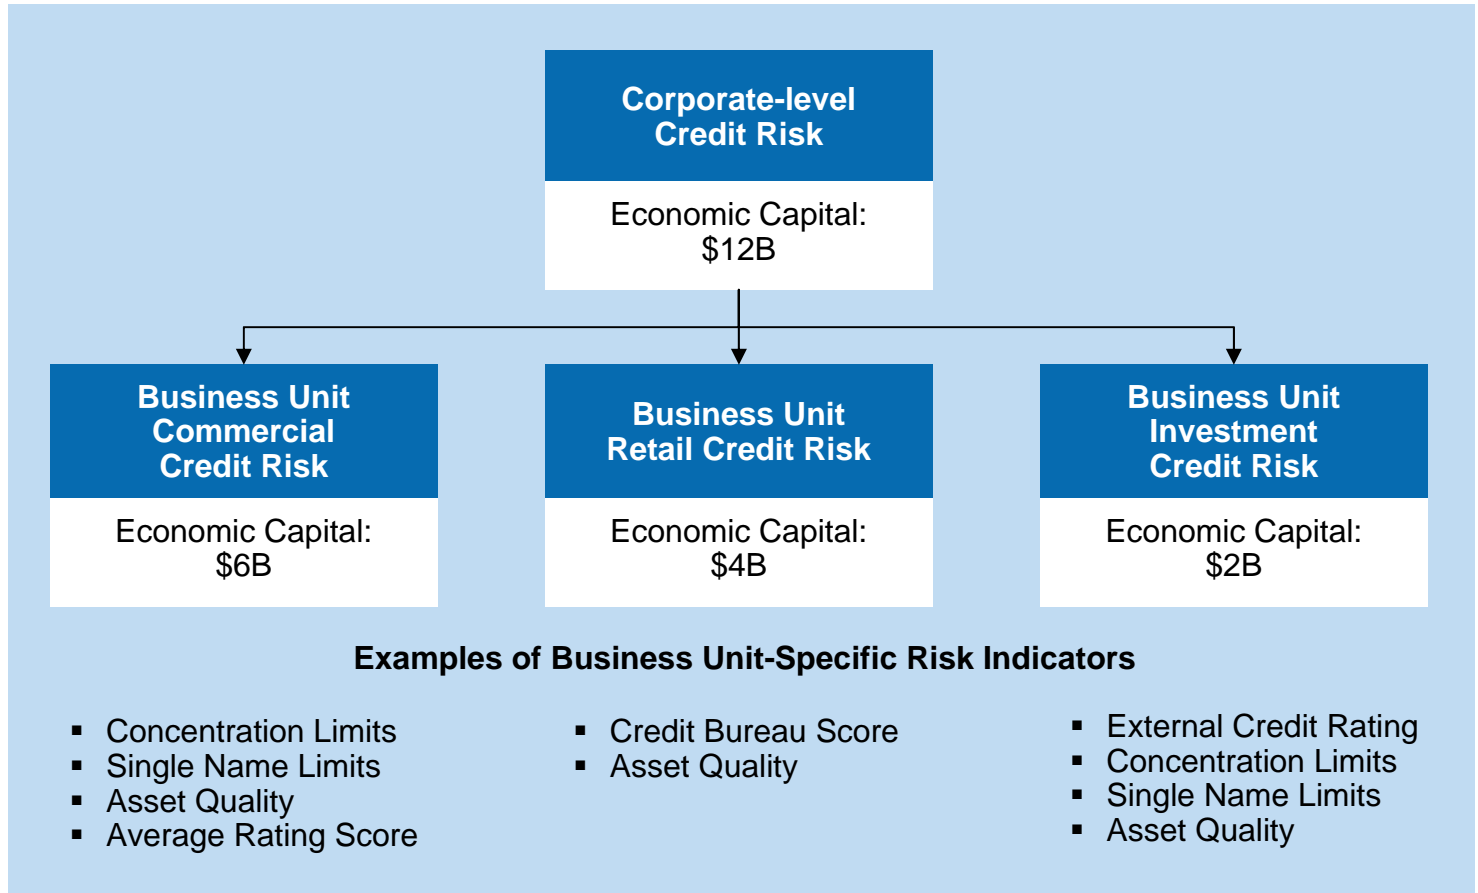 Corporate-level
Credit Risk
Economic Capital:
$12B
Business Unit
Commercial
Credit Risk
Economic Capital:
$6B
Business Unit
Retail Credit Risk
Economic Capital:
$4B
Business Unit
Investment
Credit Risk
Economic Capital:
$2B
Examples of Business Unit-Specific Risk Indicators
▪ Concentration Limits
▪ Single Name Limits
▪ Asset Quality
▪ Average Rating Score
▪ Credit Bureau Score
▪ Asset Quality
▪ External Credit Rating
▪ Concentration Limits
▪ Single Name Limits
▪ Asset Quality